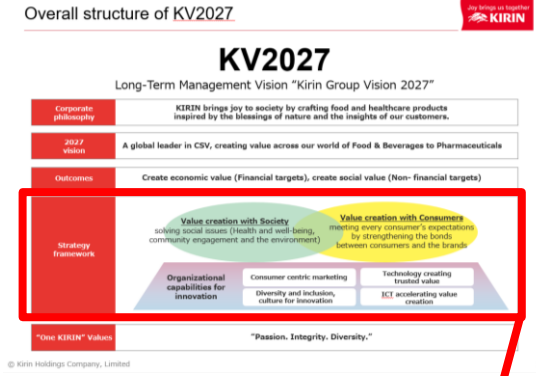 Overall structure of KV2027
Joy brings us together
KIRIN
KV2027
Long-Term Management Vision “Kirin Group Vision 2027”
Corporate
philosophy
KIRIN brings joy to society by crafting food and healthcare products
inspired by the blessings of nature and the insights of our customers.
2027
vision
A global leader in CSV, creating value across our world of Food & Beverages to Pharmaceuticals
Outcomes
Create economic value (Financial targets), create social value (Non- financial targets)
Strategy
framework
Value creation with Society
solving social issues (Health and well-being,
community engagement and the environment)
Value creation with Consumers
meeting every consumer's expectations
by strengthening the bonds
between consumers and the brands
Organizational
capabilities for
innovation
Consumer centric marketing
Technology creating
trusted value
Diversity and inclusion,
culture for innovation
ICT accelerating value
creation
"One KIRIN" Values
"Passion. Integrity. Diversity."
© Kirin Holdings Company, Limited